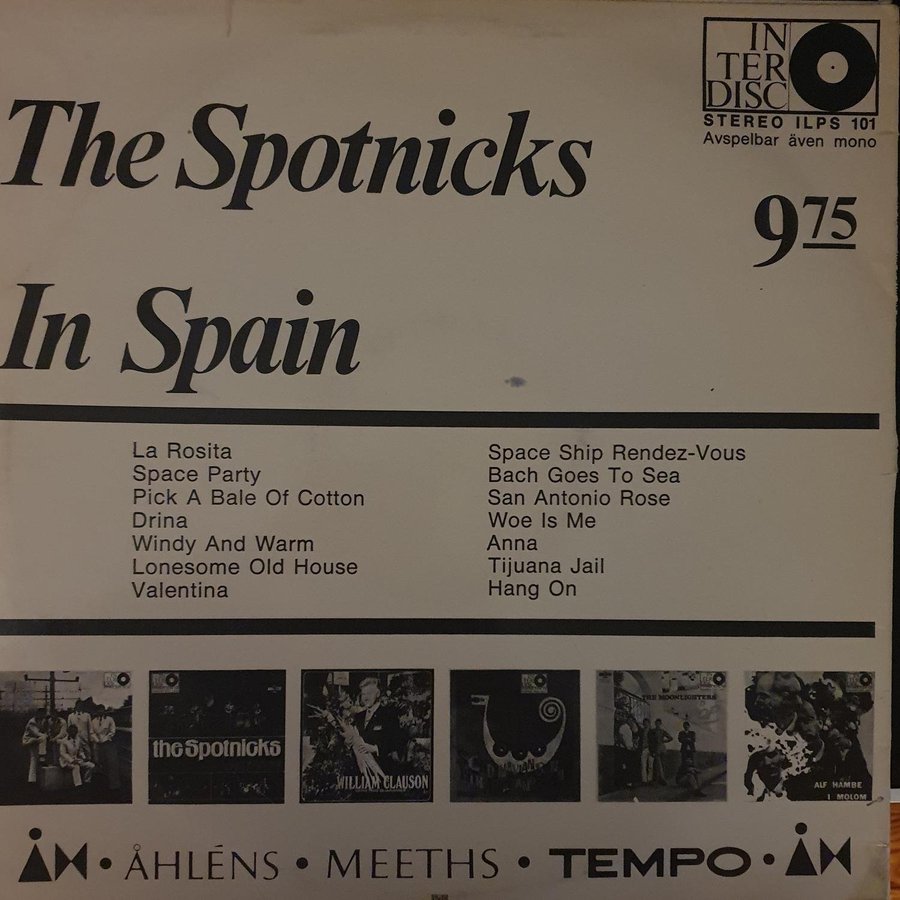 IN
TER
DISC
STEREO ILPS 101
Avspelbar även mono
The Spotnicks
9 75
In Spain
La Rosita
Space Party
Pick A Bale Of Cotton
Drina
Windy And Warm
Lonesome Old House
Valentina
Space Ship Rendez-Vous
Bach Goes To Sea
San Antonio Rose
Woe Is Me
Anna
Tijuana Jail
Hang On
the Spotnicks
WILLIAM CLAUSON
THE MOONLIGHTERS
ALF HAMBE
I MOLOM
ÅH • ÅHLÉNS • MEETHS • TEMPO • ÅH